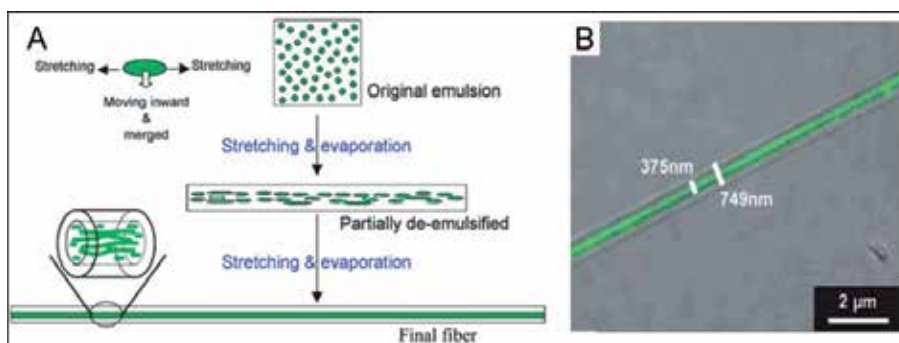 A
Stretching
Stretching
Moving inward
&
merged
Original emulsion
Stretching & evaporation
Partially de-emulsified
Stretching & evaporation
Final fiber
B
375nm
749nm
2 µm